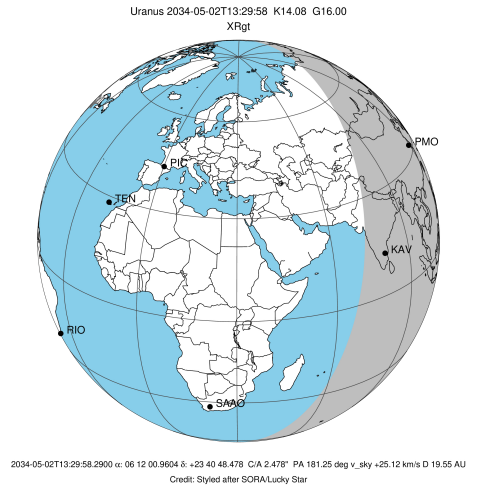 Uranus 2034-05-02T13:29:58 K14.08 G16.00
XRgt
PMO
PIC
TEN
KAV
RIO
SAAO
2034-05-02T13:29:58.2900 α: 06 12 00.9604 δ: +23 40 48.478 C/A 2.478" PA 181.25 deg v_sky +25.12 km/s D 19.55 AU
Credit: Styled after SORA/Lucky Star